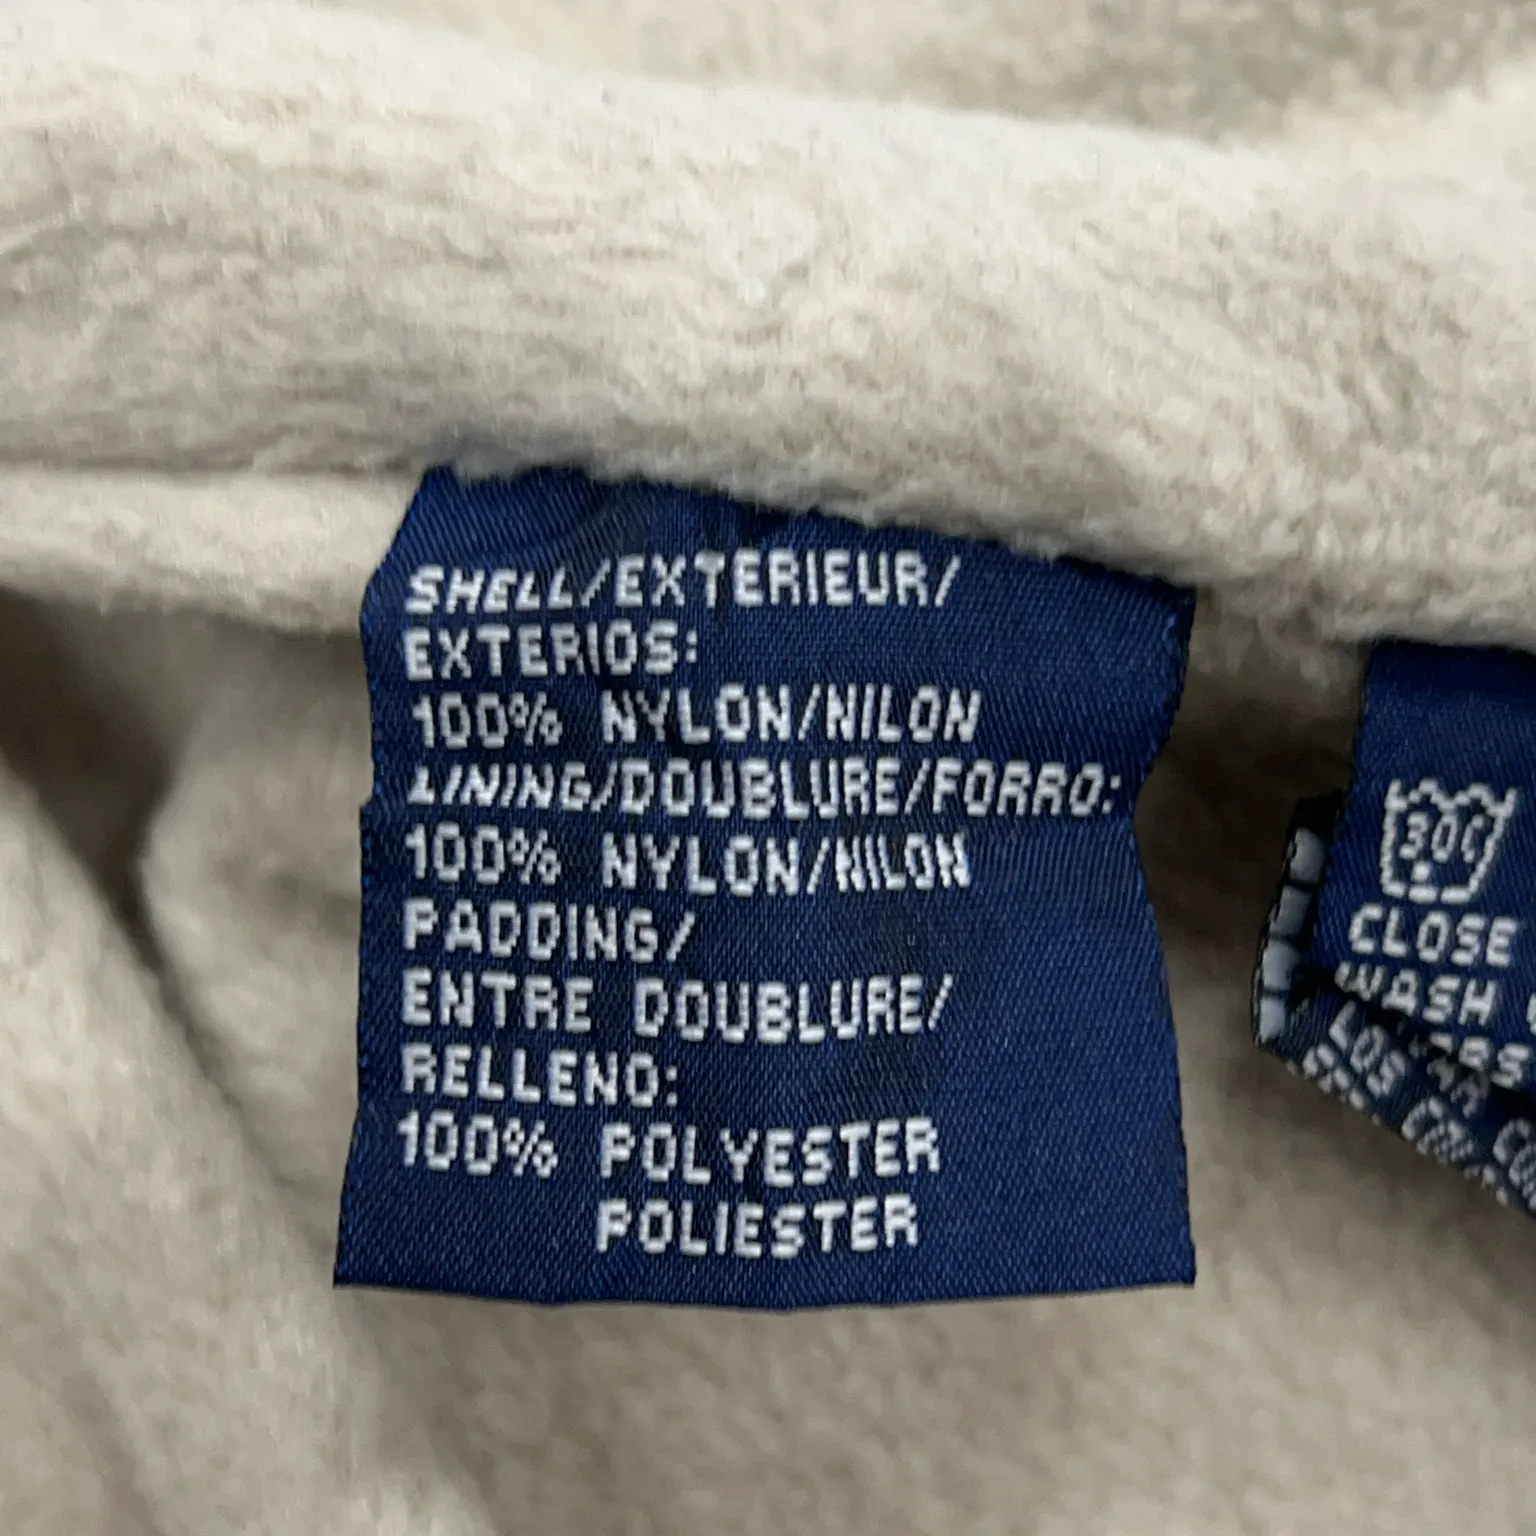 SHELL/EXTERIEUR/
EXTERIOS:
100% NYLON/NILON
LINING/DOUBLURE/FORRO:
100% NYLON/NILON
PADDING/
ENTRE DOUBLURE/
RELLENO:
100% POLYESTER
POLIESTER
CLOSE
WASH